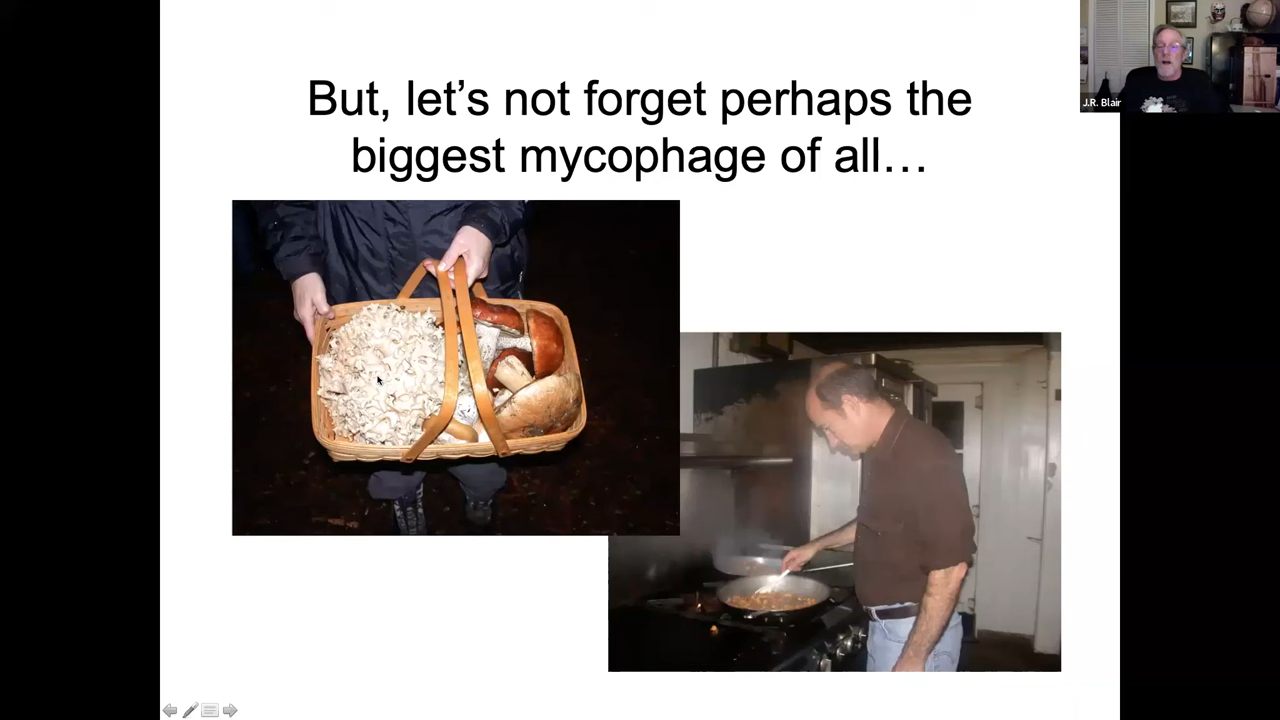 But, let's not forget perhaps the
biggest mycophage of all…
J.R. Blair